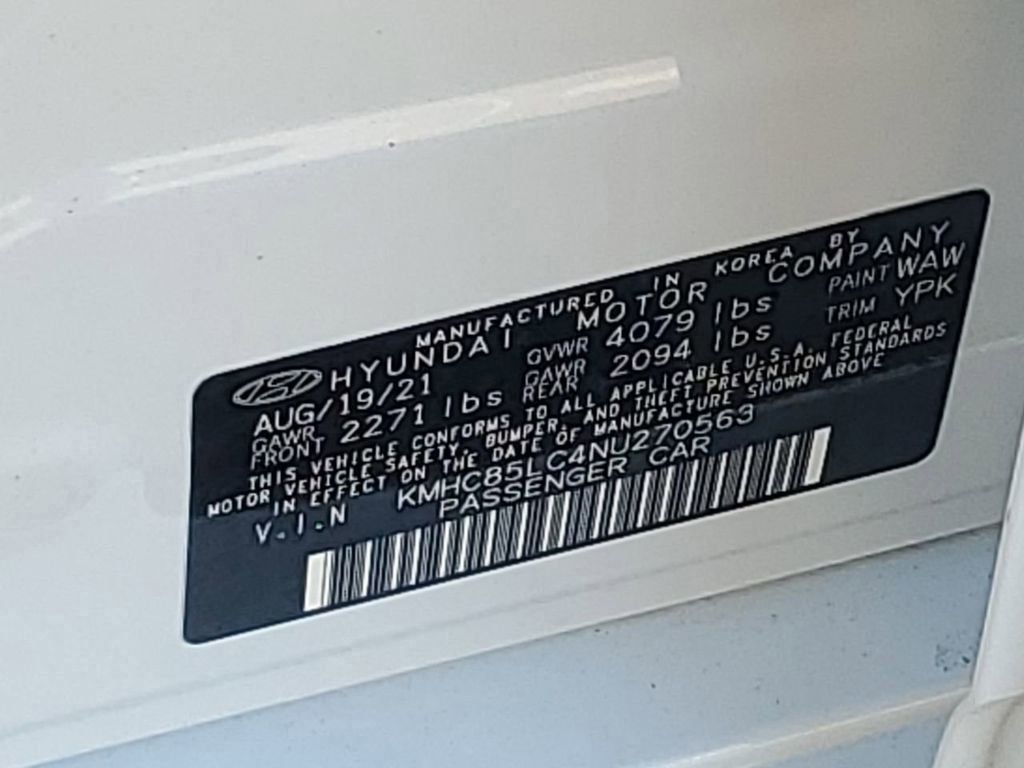 MANUFACTURED IN KOREA BY
HYUNDAI MOTOR COMPANY
AUG/19/21 GVWR 4079 lbs PAINT WAW
GAWR FRONT 2271 lbs GAWR REAR 2094 lbs TRIM YPK
THIS VEHICLE CONFORMS TO ALL APPLICABLE U.S.A. FEDERAL
MOTOR VEHICLE SAFETY, BUMPER, AND THEFT PREVENTION STANDARDS
IN EFFECT ON THE DATE OF MANUFACTURE SHOWN ABOVE
V.I.N KMHC85LC4NU270563
PASSENGER CAR